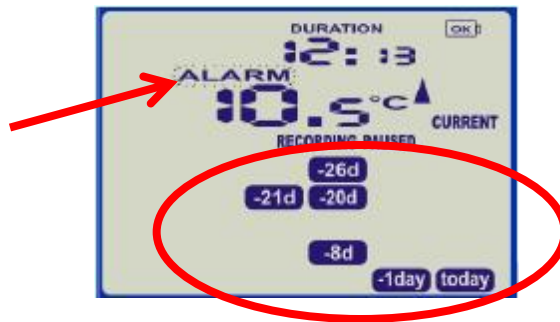 DURATION OK
12:13
ALARM
10.5°C
CURRENT
RECORDING PAUSED
-26d
-21d -20d
-8d
-1day today